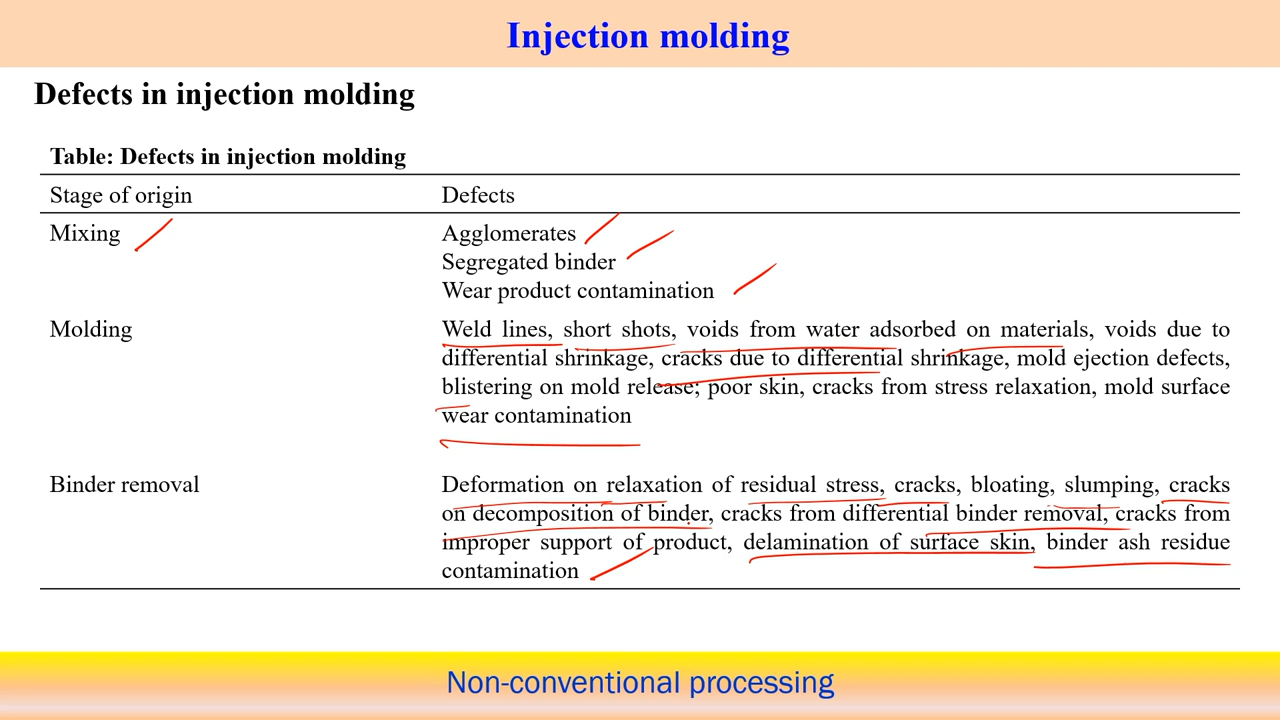 Injection molding
Defects in injection molding
Table: Defects in injection molding
Stage of origin Defects
Mixing Agglomerates
Segregated binder
Wear product contamination
Molding Weld lines, short shots, voids from water adsorbed on materials, voids due to
differential shrinkage, cracks due to differential shrinkage, mold ejection defects,
blistering on mold release; poor skin, cracks from stress relaxation, mold surface
wear contamination
Binder removal Deformation on relaxation of residual stress, cracks, bloating, slumping, cracks
on decomposition of binder, cracks from differential binder removal, cracks from
improper support of product, delamination of surface skin, binder ash residue
contamination
Non-conventional processing